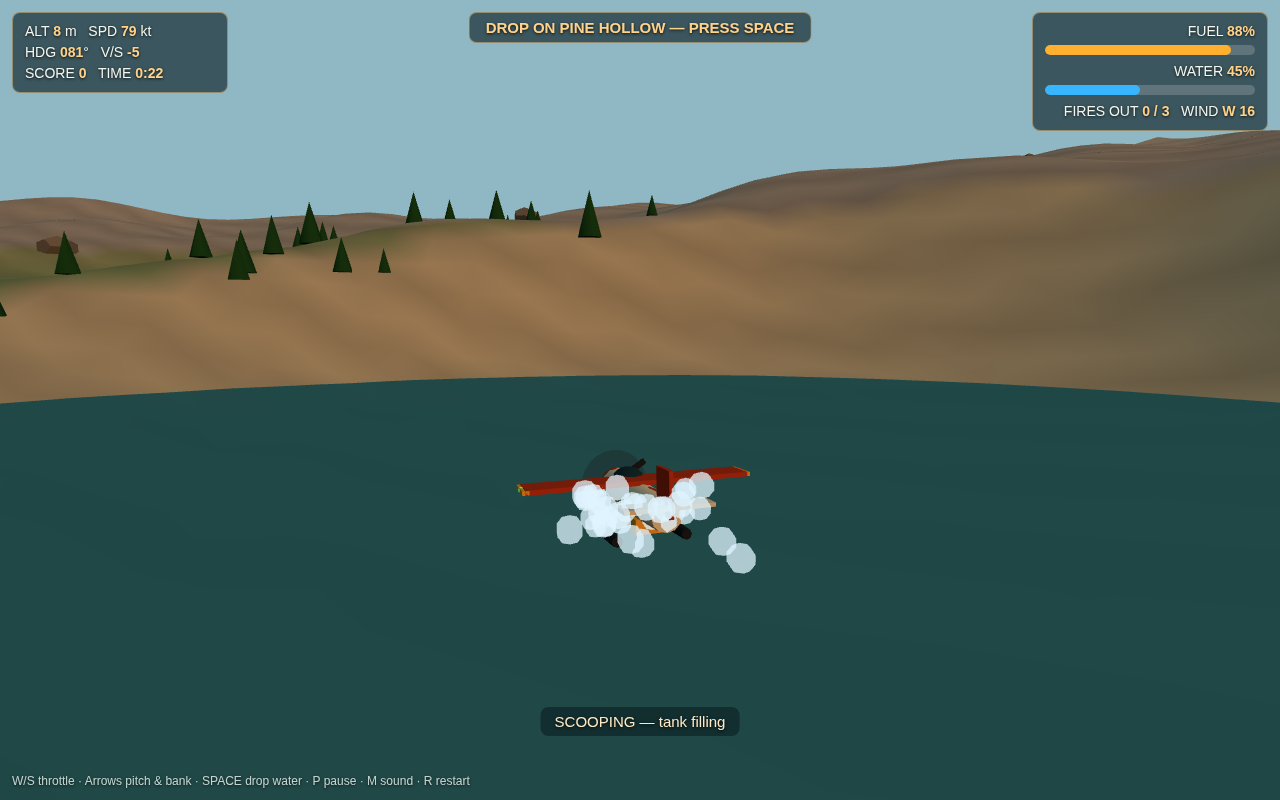 ALT 8 m SPD 79 kt
HDG 081° V/S -5
SCORE 0 TIME 0:22
DROP ON PINE HOLLOW — PRESS SPACE
FUEL 88%
WATER 45%
FIRES OUT 0 / 3 WIND W 16
SCOOPING — tank filling
W/S throttle · Arrows pitch & bank · SPACE drop water · P pause · M sound · R restart